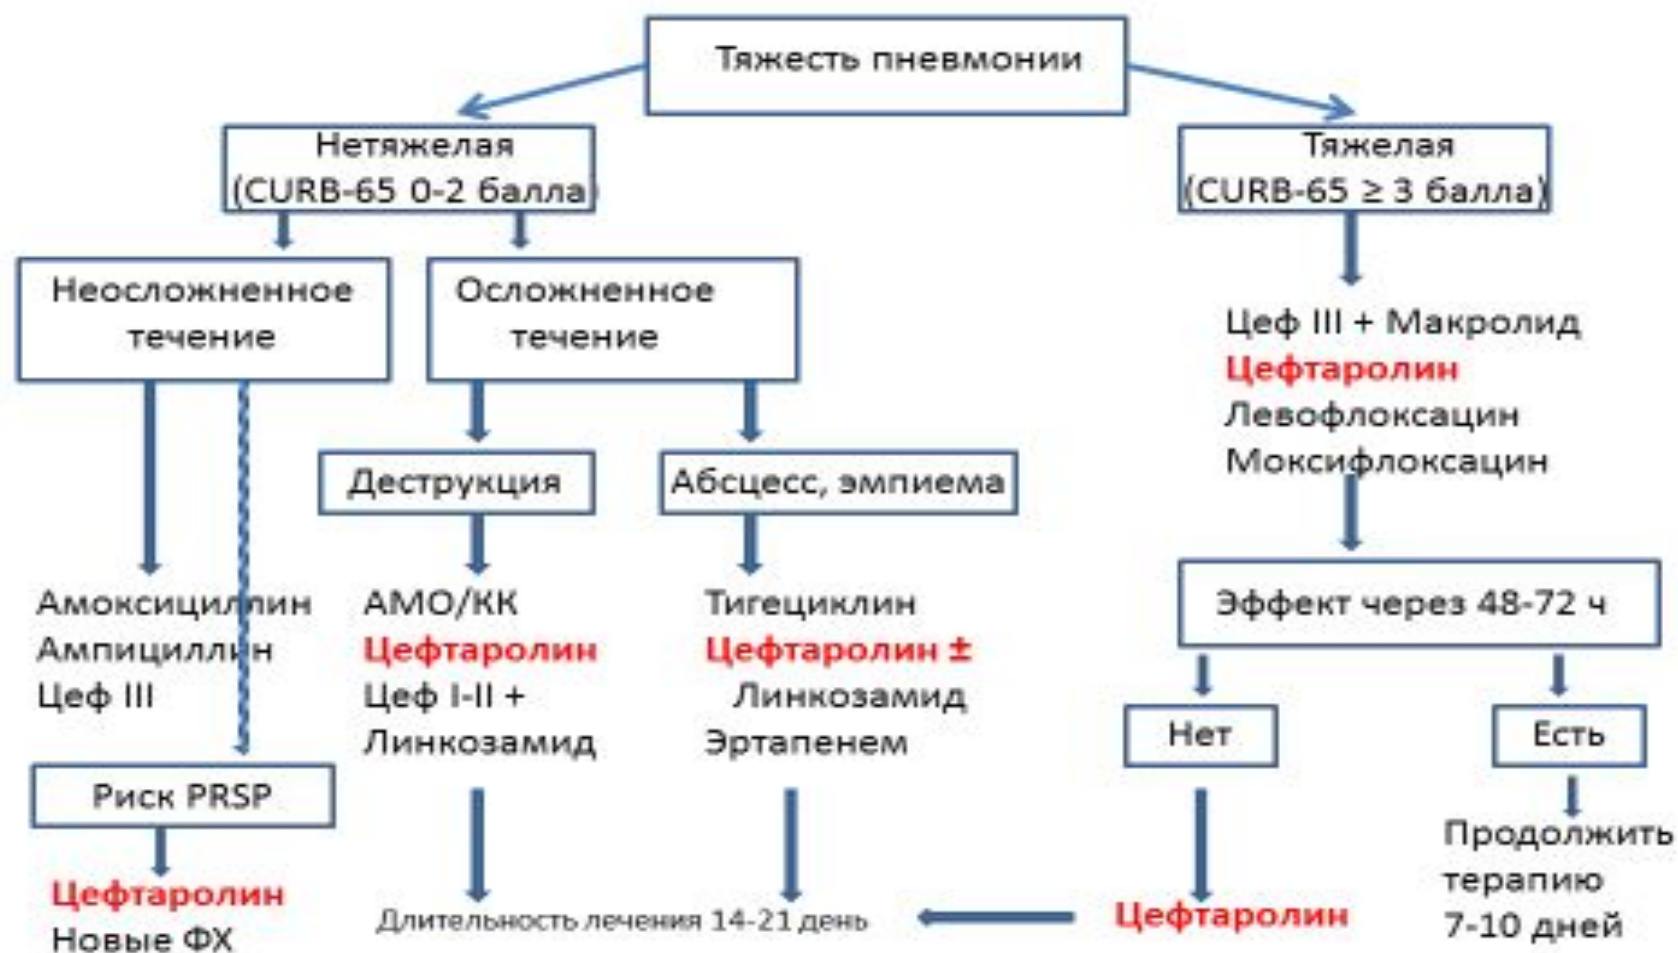 Тяжесть пневмонии
Нетяжелая
(CURB-65 0-2 балла)
Тяжелая
(CURB-65 ≥ 3 балла)
Неосложненное
течение
Осложненное
течение
Деструкция
Абсцесс, эмпиема
Амоксициллин
Ампициллин
Цеф III
Риск PRSP
Цефтаролин
Новые ФХ
АМО/КК
Цефтаролин
Цеф I-II +
Линкозамид
Тигециклин
Цефтаролин ±
Линкозамид
Эртапенем
Длительность лечения 14-21 день
Цеф III + Макролид
Цефтаролин
Левофлоксацин
Моксифлоксацин
Эффект через 48-72 ч
Нет
Есть
Цефтаролин
Продолжить
терапию
7-10 дней